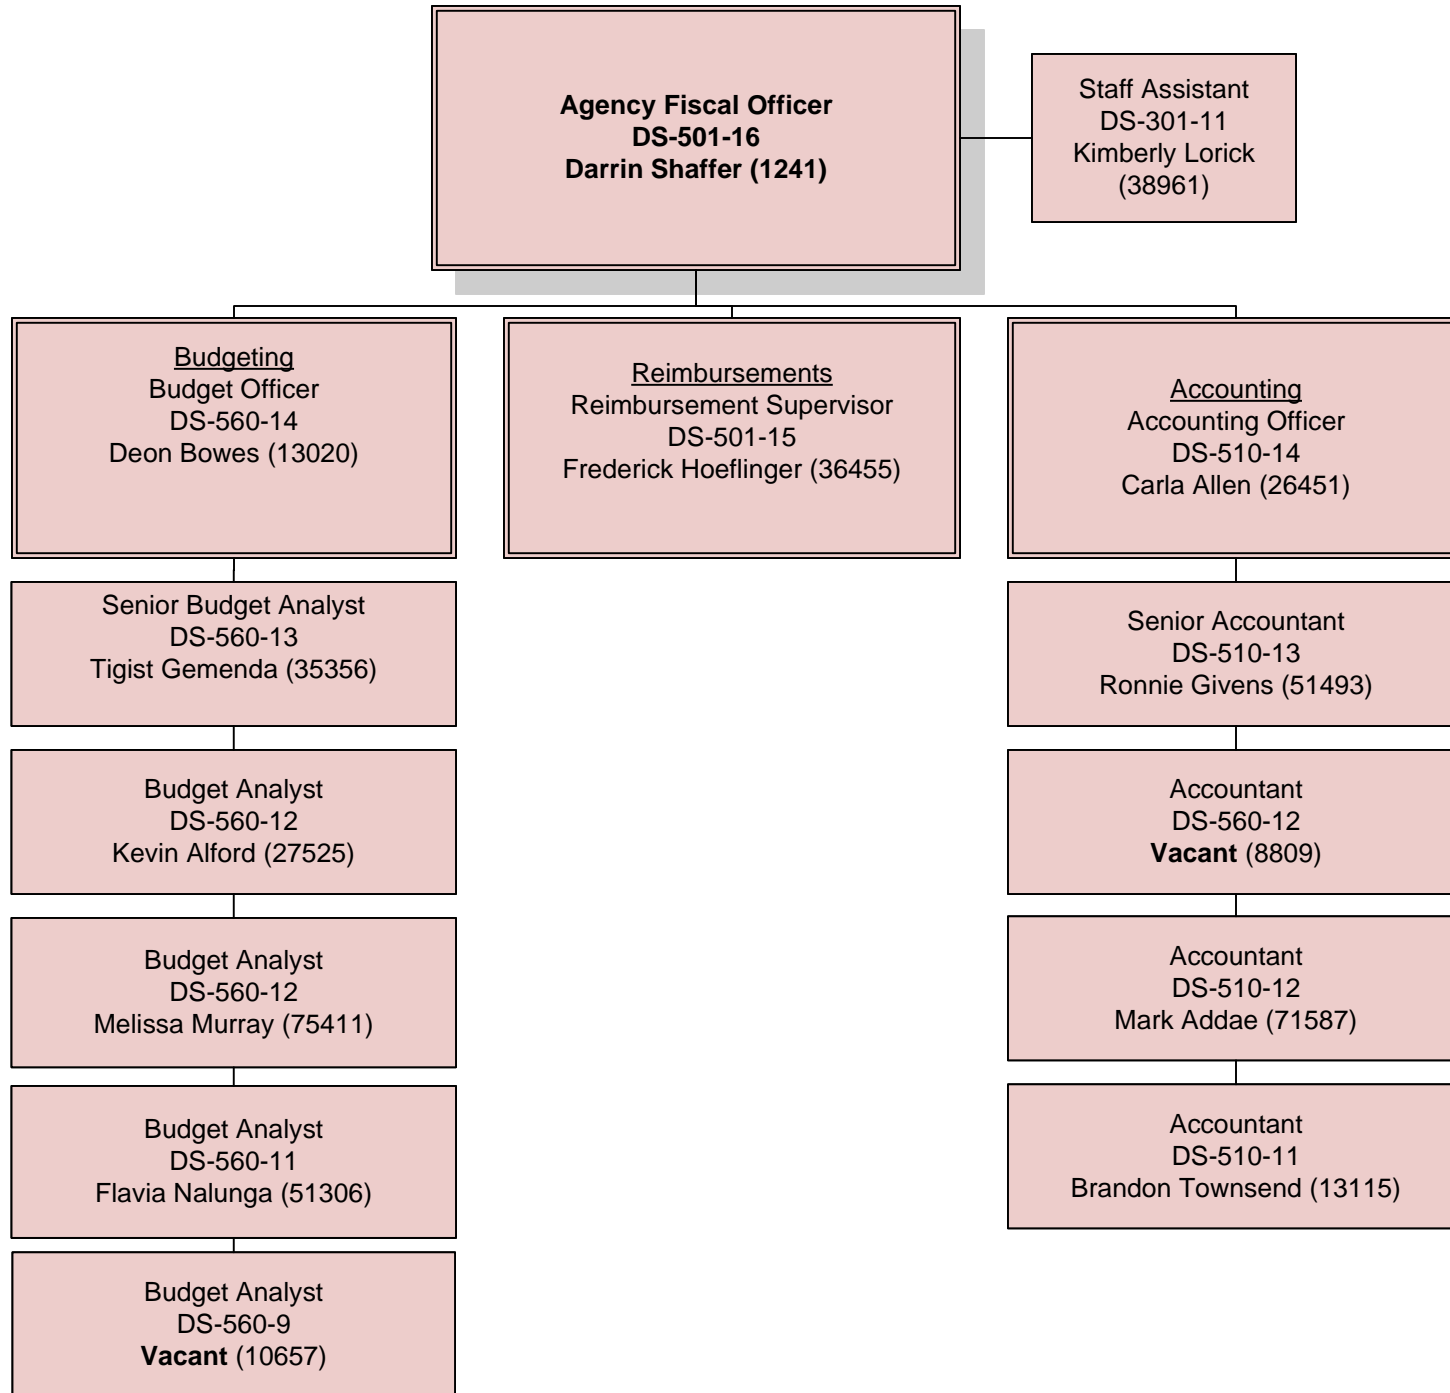 Agency Fiscal Officer
DS-501-16
Darrin Shaffer (1241)
Staff Assistant
DS-301-11
Kimberly Lorick
(38961)
Budgeting
Budget Officer
DS-560-14
Deon Bowes (13020)
Reimbursements
Reimbursement Supervisor
DS-501-15
Frederick Hoeflinger (36455)
Accounting
Accounting Officer
DS-510-14
Carla Allen (26451)
Senior Budget Analyst
DS-560-13
Tigist Gemenda (35356)
Budget Analyst
DS-560-12
Kevin Alford (27525)
Budget Analyst
DS-560-12
Melissa Murray (75411)
Budget Analyst
DS-560-11
Flavia Nalunga (51306)
Budget Analyst
DS-560-9
Vacant (10657)
Senior Accountant
DS-510-13
Ronnie Givens (51493)
Accountant
DS-560-12
Vacant (8809)
Accountant
DS-510-12
Mark Addae (71587)
Accountant
DS-510-11
Brandon Townsend (13115)